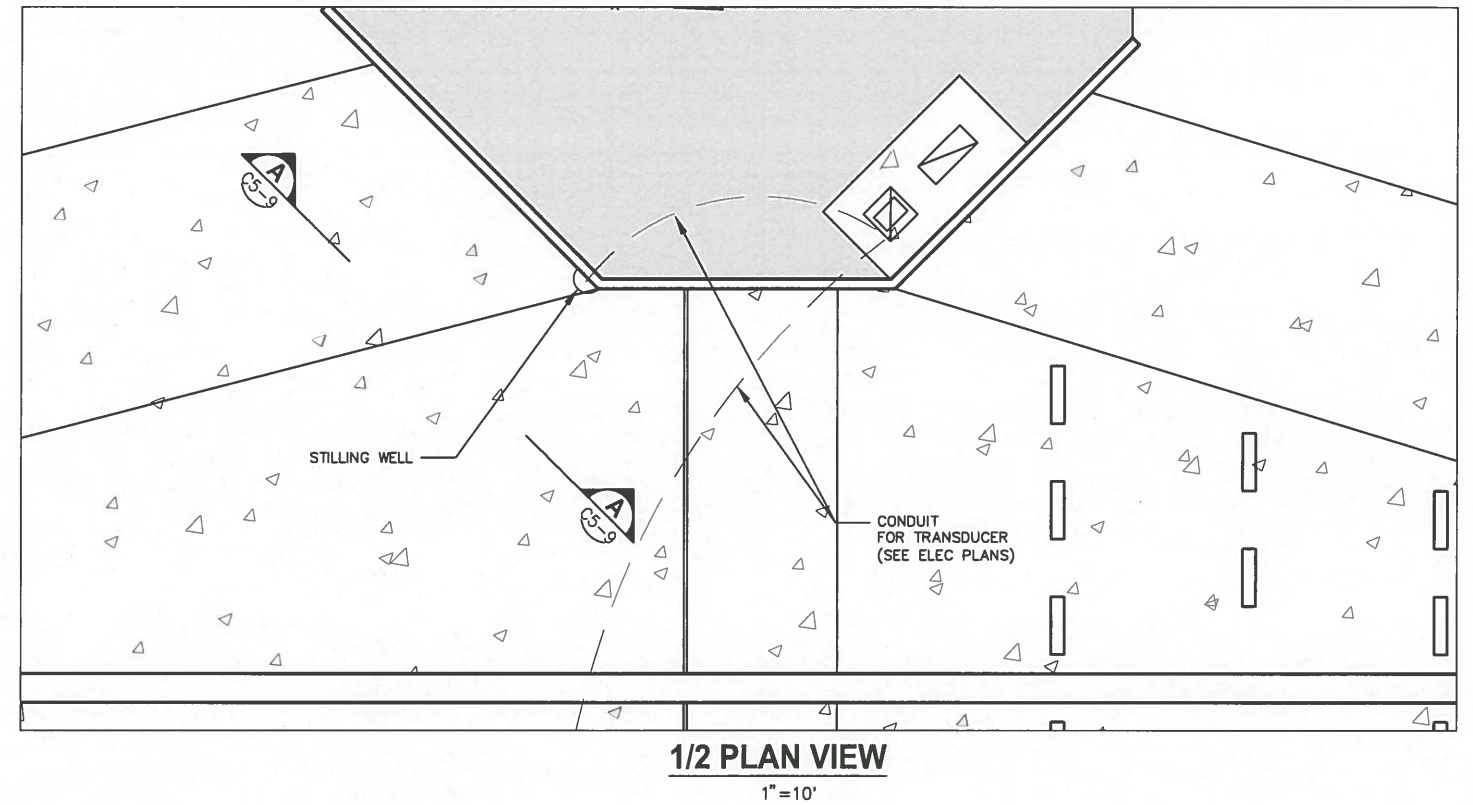 A
C5-9
STILLING WELL
A
C5-9
CONDUIT
FOR TRANSDUCER
(SEE ELEC PLANS)
1/2 PLAN VIEW
1"=10'